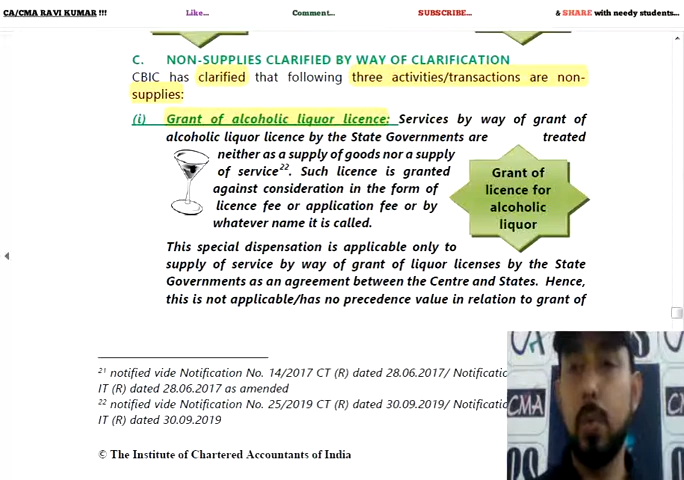 CA/CMA RAVI KUMAR !!! Like... Comment... SUBSCRIBE... & SHARE with needy students...
C. NON-SUPPLIES CLARIFIED BY WAY OF CLARIFICATION
CBIC has clarified that following three activities/transactions are non-
supplies:
(i) Grant of alcoholic liquor licence: Services by way of grant of
alcoholic liquor licence by the State Governments are treated
neither as a supply of goods nor a supply
of service22. Such licence is granted
against consideration in the form of
licence fee or application fee or by
whatever name it is called.
Grant of
licence for
alcoholic
liquor
This special dispensation is applicable only to
supply of service by way of grant of liquor licenses by the State
Governments as an agreement between the Centre and States. Hence,
this is not applicable/has no precedence value in relation to grant of
21 notified vide Notification No. 14/2017 CT (R) dated 28.06.2017/ Notificatio
IT (R) dated 28.06.2017 as amended
22 notified vide Notification No. 25/2019 CT (R) dated 30.09.2019/ Notificatio
IT (R) dated 30.09.2019
© The Institute of Chartered Accountants of India
CMA